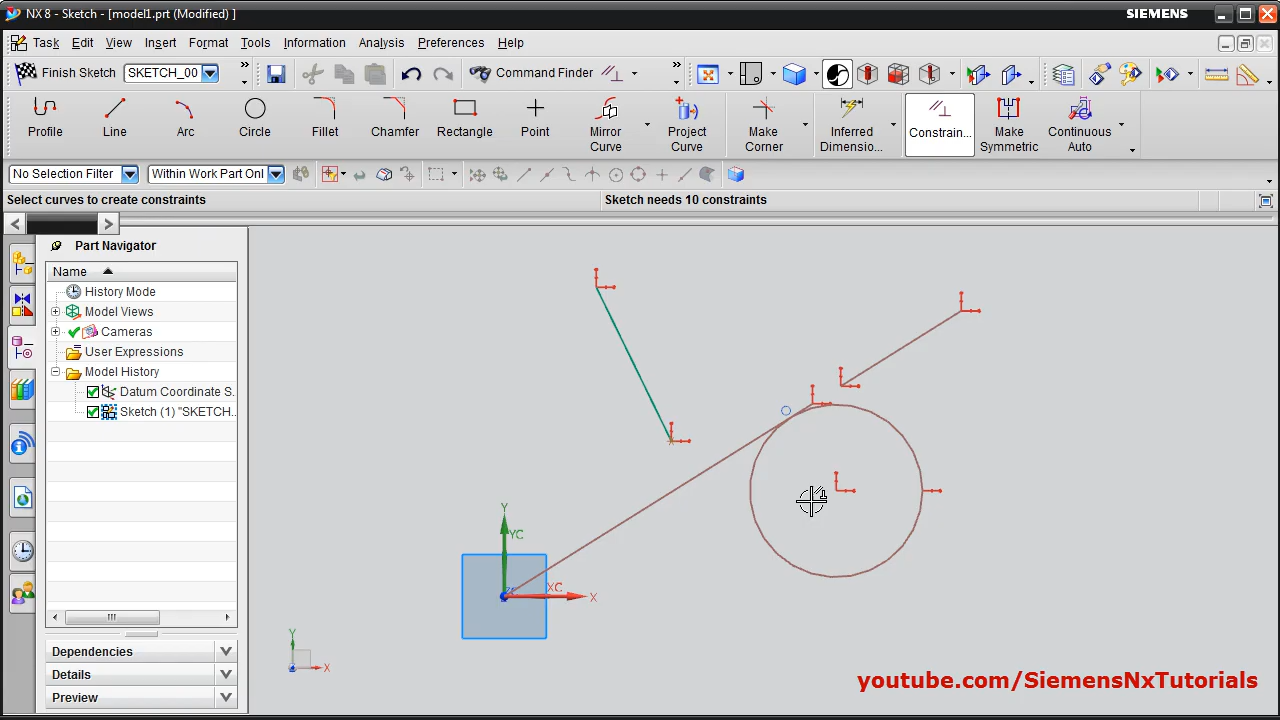 NX 8 - Sketch - [model1.prt (Modified) ]
SIEMENS
Task Edit View Insert Format Tools Information Analysis Preferences Help
Finish Sketch SKETCH_00 Command Finder
Profile Line Arc Circle Fillet Chamfer Rectangle Point Mirror Curve Project Curve Make Corner Inferred Dimensio... Constrain... Make Symmetric Continuous Auto
No Selection Filter Within Work Part Onl
Select curves to create constraints
Sketch needs 10 constraints
Part Navigator
Name
History Mode
Model Views
Cameras
User Expressions
Model History
Datum Coordinate S.
Sketch (1) "SKETCH..
Y
YC
XC
X
Y
X
Dependencies
Details
Preview
youtube.com/SiemensNxTutorials